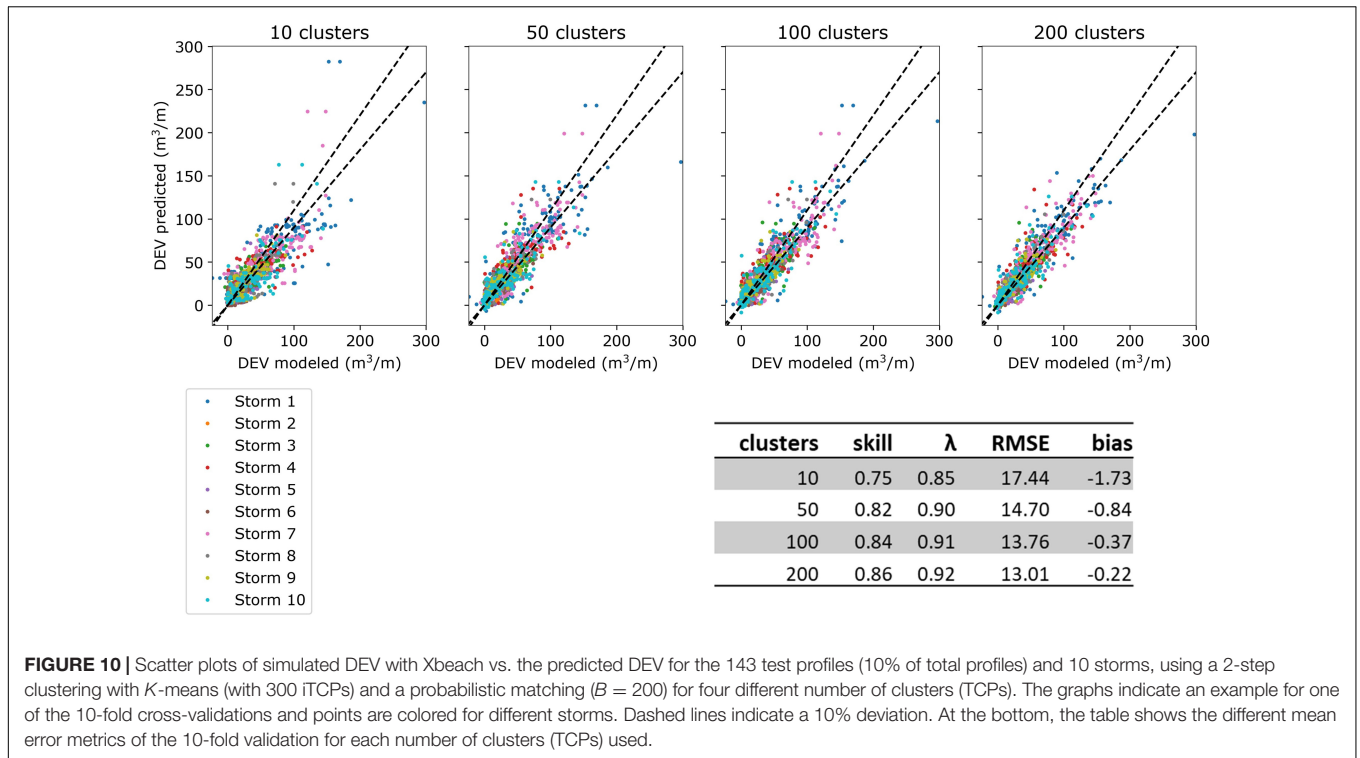 10 clusters
50 clusters
100 clusters
200 clusters
DEV predicted (m³/m)
300
250
200
150
100
50
0
0 100 200 300
0 100 200 300
0 100 200 300
0 100 200 300
DEV modeled (m³/m)
DEV modeled (m³/m)
DEV modeled (m³/m)
DEV modeled (m³/m)
Storm 1
Storm 2
Storm 3
Storm 4
Storm 5
Storm 6
Storm 7
Storm 8
Storm 9
Storm 10
clusters skill λ RMSE bias
10 0.75 0.85 17.44 -1.73
50 0.82 0.90 14.70 -0.84
100 0.84 0.91 13.76 -0.37
200 0.86 0.92 13.01 -0.22
FIGURE 10 | Scatter plots of simulated DEV with Xbeach vs. the predicted DEV for the 143 test profiles (10% of total profiles) and 10 storms, using a 2-step
clustering with K-means (with 300 iTCPs) and a probabilistic matching (B = 200) for four different number of clusters (TCPs). The graphs indicate an example for one
of the 10-fold cross-validations and points are colored for different storms. Dashed lines indicate a 10% deviation. At the bottom, the table shows the different mean
error metrics of the 10-fold validation for each number of clusters (TCPs) used.